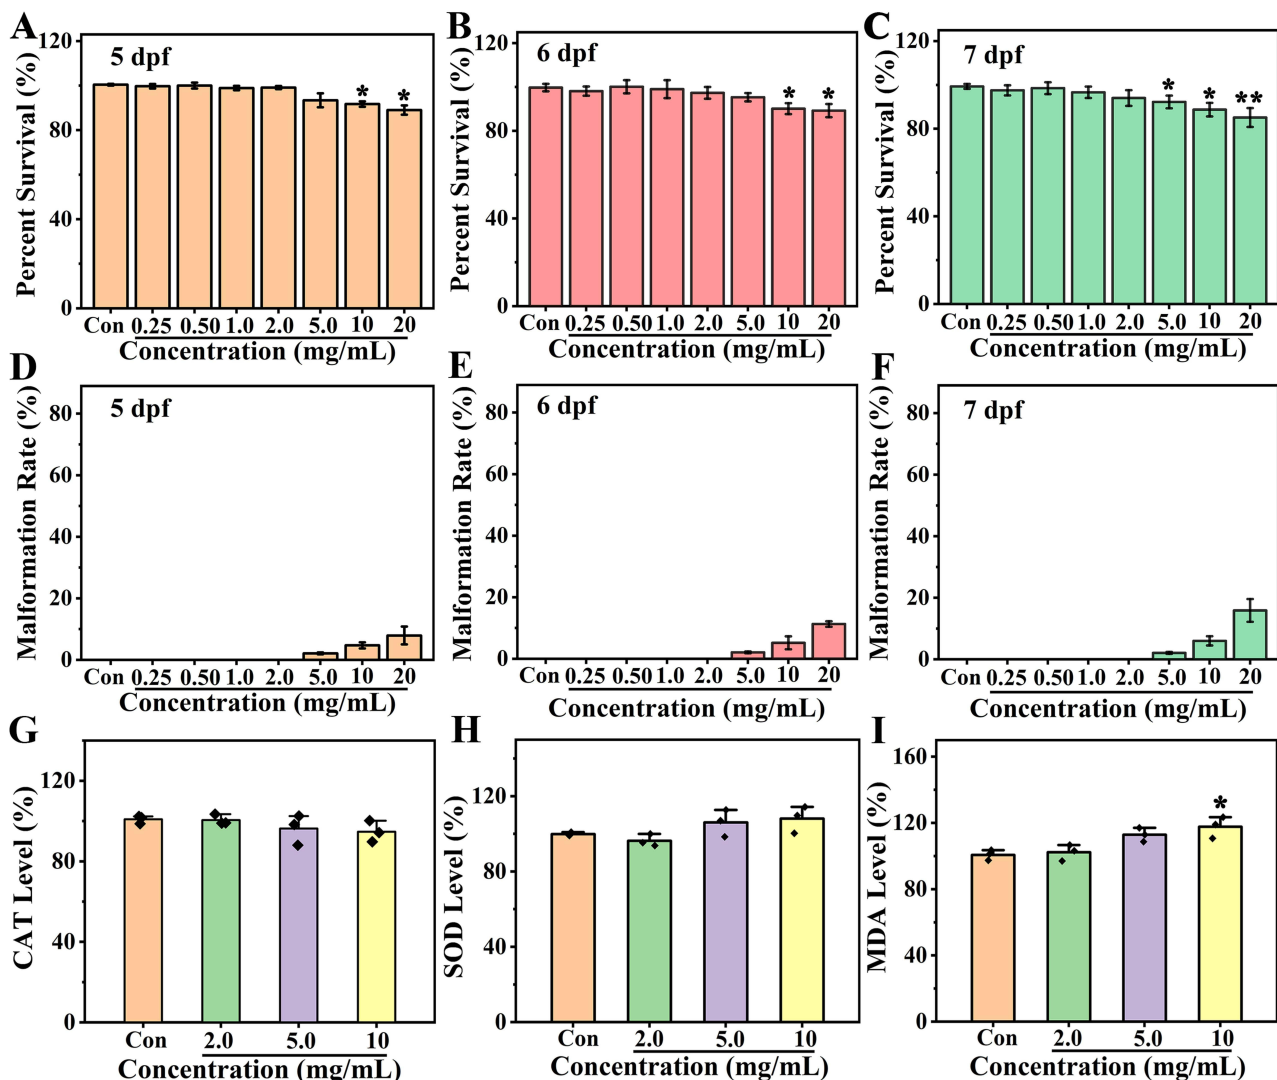 A
Percent Survival (%)
120
80
40
0
5 dpf
*
*
Con 0.25 0.50 1.0 2.0 5.0 10 20
Concentration (mg/mL)
B
Percent Survival (%)
120
80
40
0
6 dpf
*
*
Con 0.25 0.50 1.0 2.0 5.0 10 20
Concentration (mg/mL)
C
Percent Survival (%)
120
80
40
0
7 dpf
*
*
**
Con 0.25 0.50 1.0 2.0 5.0 10 20
Concentration (mg/mL)
D
Malformation Rate (%)
80
60
40
20
0
5 dpf
Con 0.25 0.50 1.0 2.0 5.0 10 20
Concentration (mg/mL)
E
Malformation Rate (%)
80
60
40
20
0
6 dpf
Con 0.25 0.50 1.0 2.0 5.0 10 20
Concentration (mg/mL)
F
Malformation Rate (%)
80
60
40
20
0
7 dpf
Con 0.25 0.50 1.0 2.0 5.0 10 20
Concentration (mg/mL)
G
CAT Level (%)
120
80
40
0
Con 2.0 5.0 10
Concentration (mg/mL)
H
SOD Level (%)
120
80
40
0
Con 2.0 5.0 10
Concentration (mg/mL)
I
MDA Level (%)
160
120
80
40
0
*
Con 2.0 5.0 10
Concentration (mg/mL)